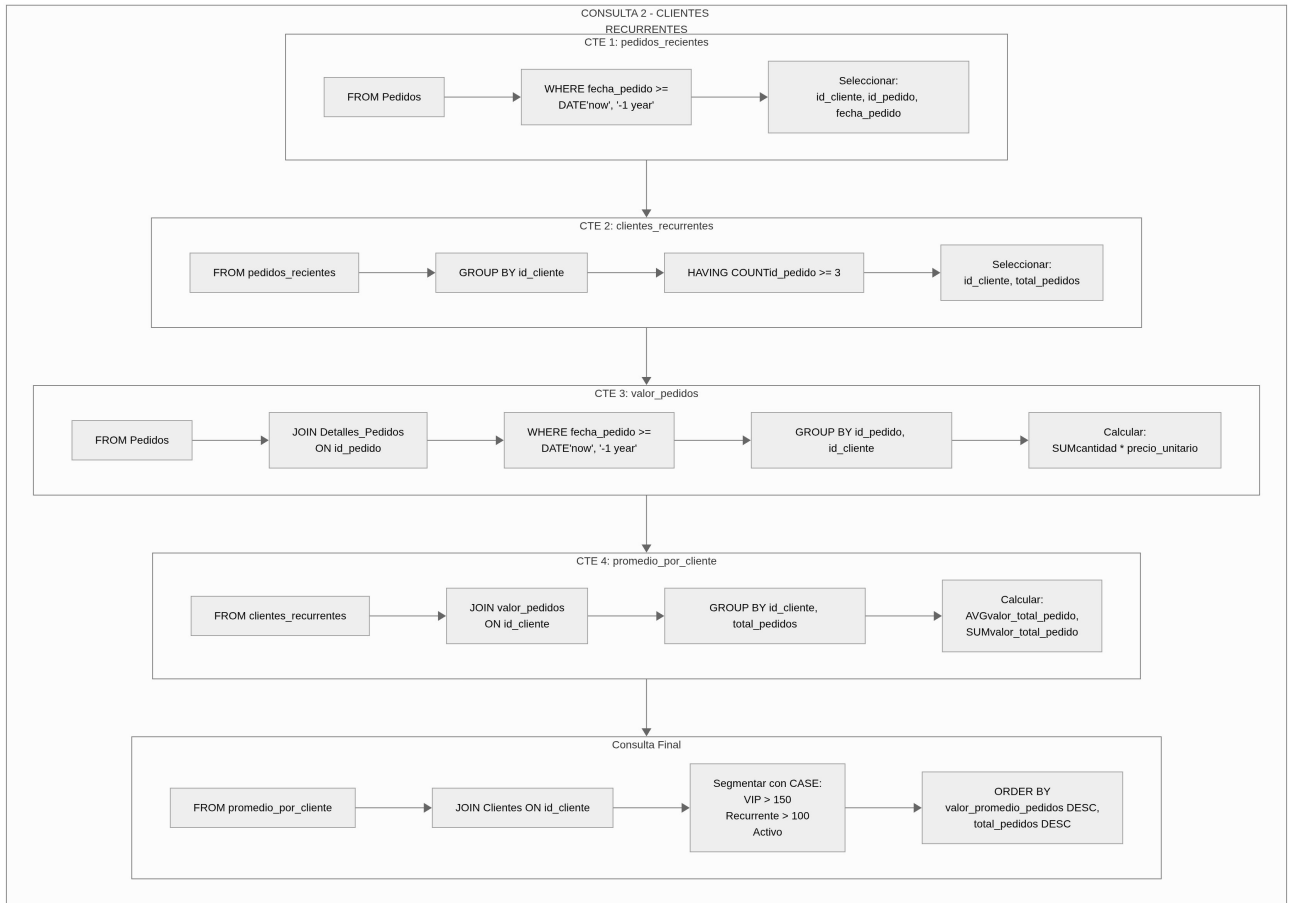 CONSULTA 2 - CLIENTES
RECURRENTES
CTE 1: pedidos_recientes
FROM Pedidos
WHERE fecha_pedido >=
DATE'now', '-1 year'
Seleccionar:
id_cliente, id_pedido,
fecha_pedido
CTE 2: clientes_recurrentes
FROM pedidos_recientes
GROUP BY id_cliente
HAVING COUNTid_pedido >= 3
Seleccionar:
id_cliente, total_pedidos
CTE 3: valor_pedidos
FROM Pedidos
JOIN Detalles_Pedidos
ON id_pedido
WHERE fecha_pedido >=
DATE'now', '-1 year'
GROUP BY id_pedido,
id_cliente
Calcular:
SUMcantidad * precio_unitario
CTE 4: promedio_por_cliente
FROM clientes_recurrentes
JOIN valor_pedidos
ON id_cliente
GROUP BY id_cliente,
total_pedidos
Calcular:
AVGvalor_total_pedido,
SUMvalor_total_pedido
Consulta Final
FROM promedio_por_cliente
JOIN Clientes ON id_cliente
Segmentar con CASE:
VIP > 150
Recurrente > 100
Activo
ORDER BY
valor_promedio_pedidos DESC,
total_pedidos DESC